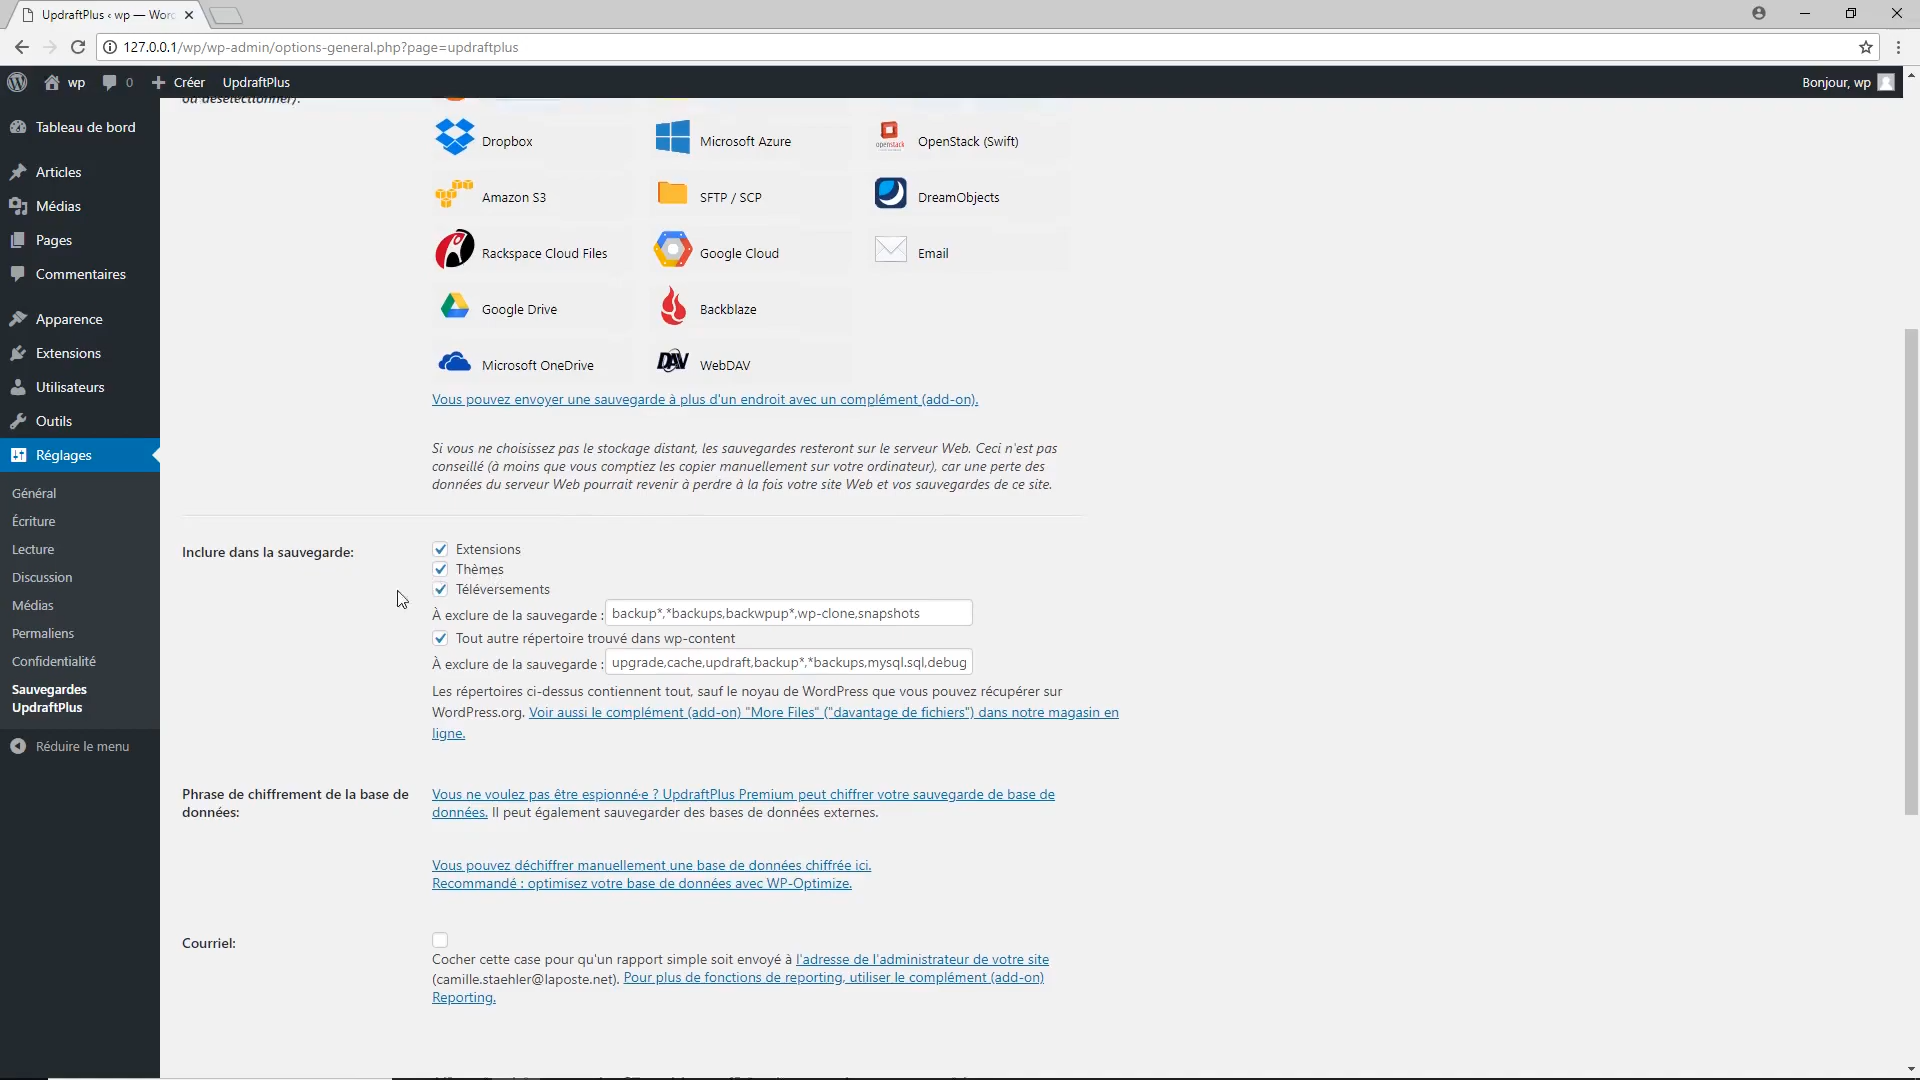 UpdraftPlus ‹ wp — Word
127.0.0.1/wp/wp-admin/options-general.php?page=updraftplus
wp 0 Créer UpdraftPlus Bonjour, wp
Tableau de bord
Articles
Médias
Pages
Commentaires
Apparence
Extensions
Utilisateurs
Outils
Réglages
Général
Écriture
Lecture
Discussion
Médias
Permaliens
Confidentialité
Sauvegardes
UpdraftPlus
Réduire le menu
ou désélectionner):
Dropbox Microsoft Azure openstack OpenStack (Swift)
Amazon S3 SFTP / SCP DreamObjects
Rackspace Cloud Files Google Cloud Email
Google Drive Backblaze
Microsoft OneDrive DAV WebDAV
Vous pouvez envoyer une sauvegarde à plus d'un endroit avec un complément (add-on).
Si vous ne choisissez pas le stockage distant, les sauvegardes resteront sur le serveur Web. Ceci n'est pas
conseillé (à moins que vous comptiez les copier manuellement sur votre ordinateur), car une perte des
données du serveur Web pourrait revenir à perdre à la fois votre site Web et vos sauvegardes de ce site.
Inclure dans la sauvegarde:
Extensions
Thèmes
Téléversements
À exclure de la sauvegarde : backup*,*backups,backwpup*,wp-clone,snapshots
Tout autre répertoire trouvé dans wp-content
À exclure de la sauvegarde : upgrade,cache,updraft,backup*,*backups,mysql.sql,debug
Les répertoires ci-dessus contiennent tout, sauf le noyau de WordPress que vous pouvez récupérer sur
WordPress.org. Voir aussi le complément (add-on) "More Files" ("davantage de fichiers") dans notre magasin en
ligne.
Phrase de chiffrement de la base de
données:
Vous ne voulez pas être espionné·e ? UpdraftPlus Premium peut chiffrer votre sauvegarde de base de
données. Il peut également sauvegarder des bases de données externes.
Vous pouvez déchiffrer manuellement une base de données chiffrée ici.
Recommandé : optimisez votre base de données avec WP-Optimize.
Courriel:
Cocher cette case pour qu'un rapport simple soit envoyé à l'adresse de l'administrateur de votre site
(camille.staehler@laposte.net). Pour plus de fonctions de reporting, utiliser le complément (add-on)
Reporting.